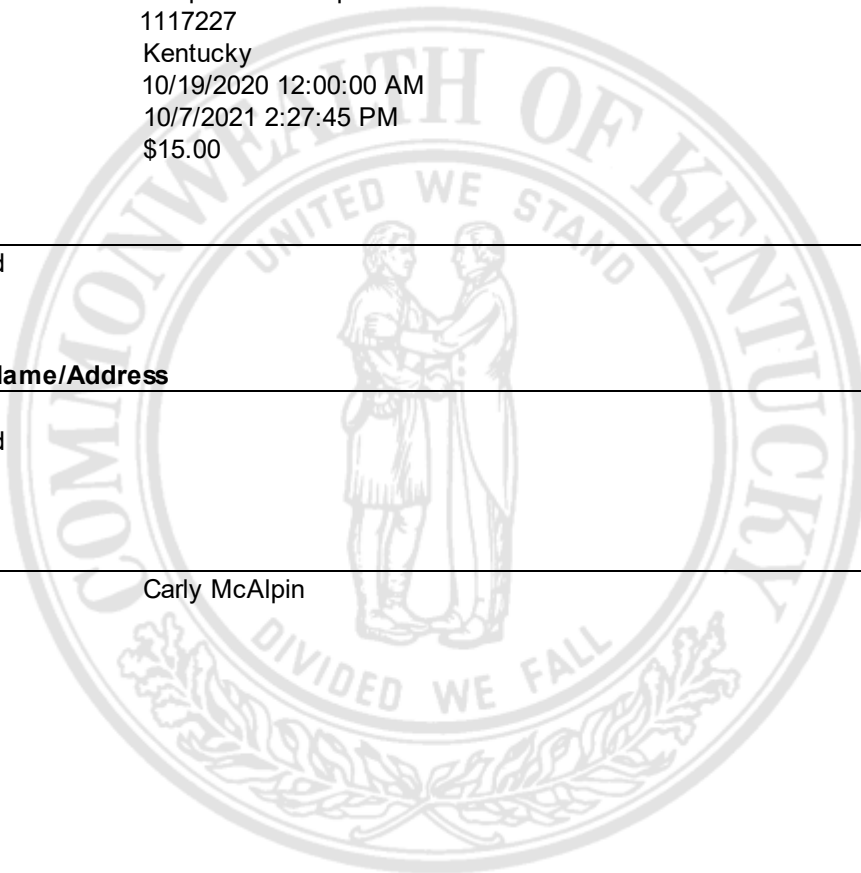 1117227
Kentucky
10/19/2020 12:00:00 AM
10/7/2021 2:27:45 PM
$15.00
COMMONWEALTH OF KENTUCKY
UNITED WE STAND
d
ame/Address
d
Carly McAlpin
DIVIDED WE FALL